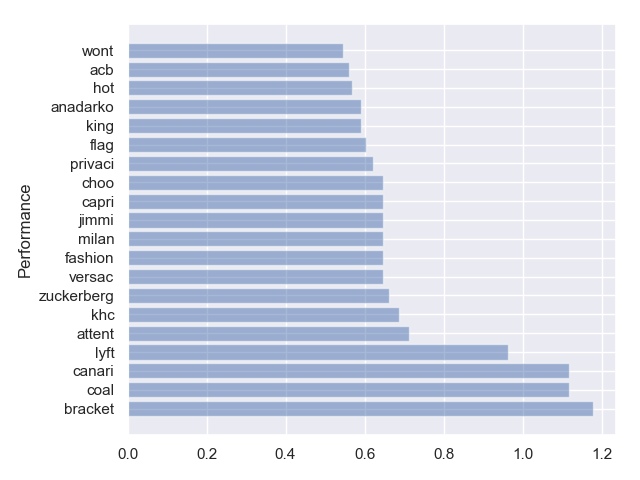 wont
acb
hot
anadarko
king
flag
privaci
choo
capri
jimmi
milan
fashion
versac
zuckerberg
khc
attent
lyft
canari
coal
bracket
Performance
0.0 0.2 0.4 0.6 0.8 1.0 1.2